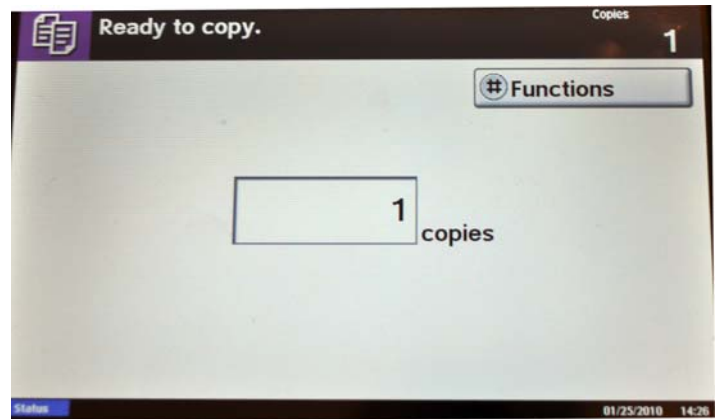 Ready to copy.
Copies
1
# Functions
1
copies
Status
01/25/2010 14:26